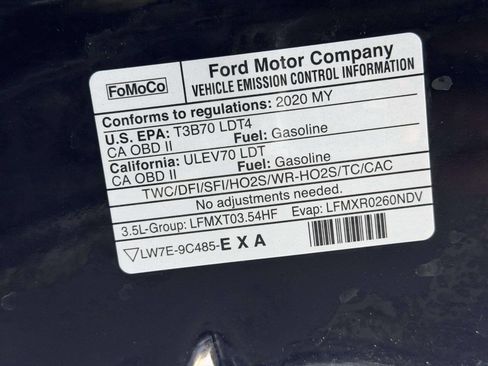 FoMoCo
Ford Motor Company
VEHICLE EMISSION CONTROL INFORMATION
Conforms to regulations: 2020 MY
U.S. EPA: T3B70 LDT4
CA OBD II Fuel: Gasoline
California: ULEV70 LDT
CA OBD II Fuel: Gasoline
TWC/DFI/SFI/HO2S/WR-HO2S/TC/CAC
No adjustments needed.
3.5L-Group: LFMXT03.54HF Evap: LFMXR0260NDV
LW7E-9C485-EXA